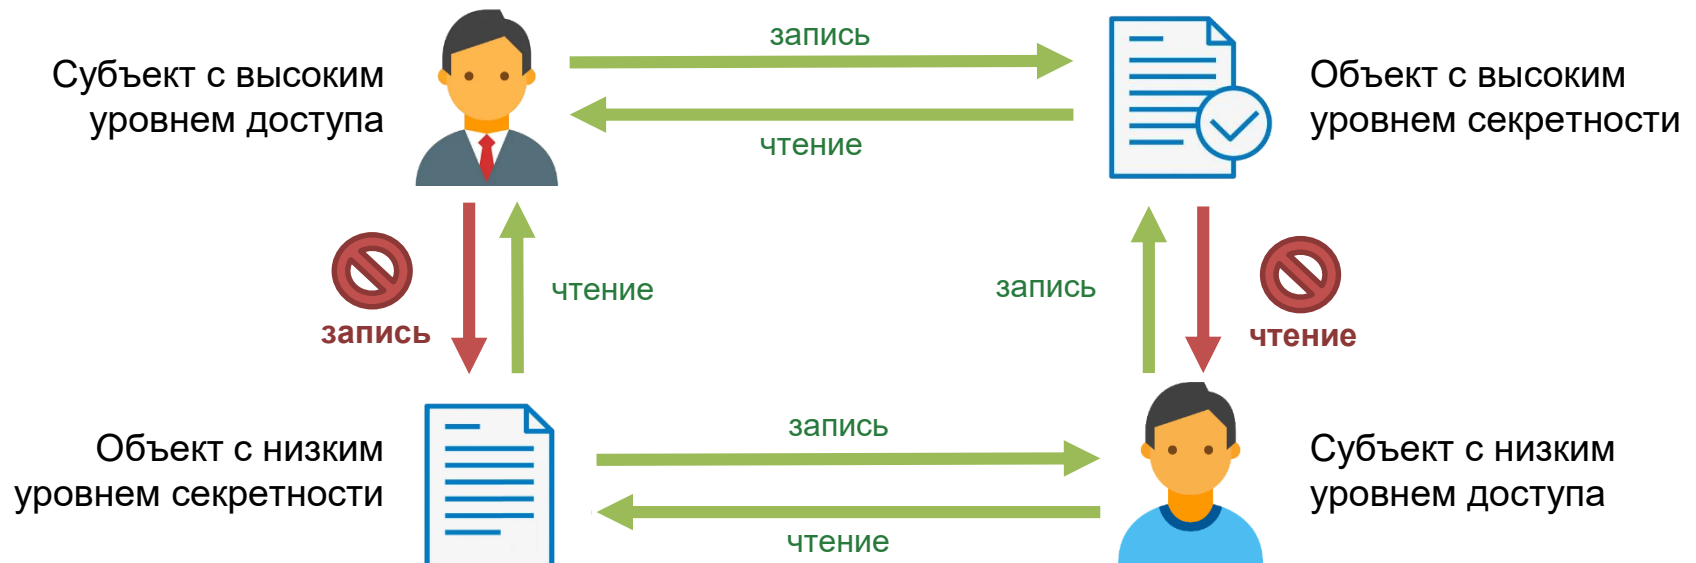 Субъект с высоким
уровнем доступа
запись
чтение
Объект с высоким
уровнем секретности
запись
чтение
запись
чтение
Объект с низким
уровнем секретности
запись
чтение
Субъект с низким
уровнем доступа